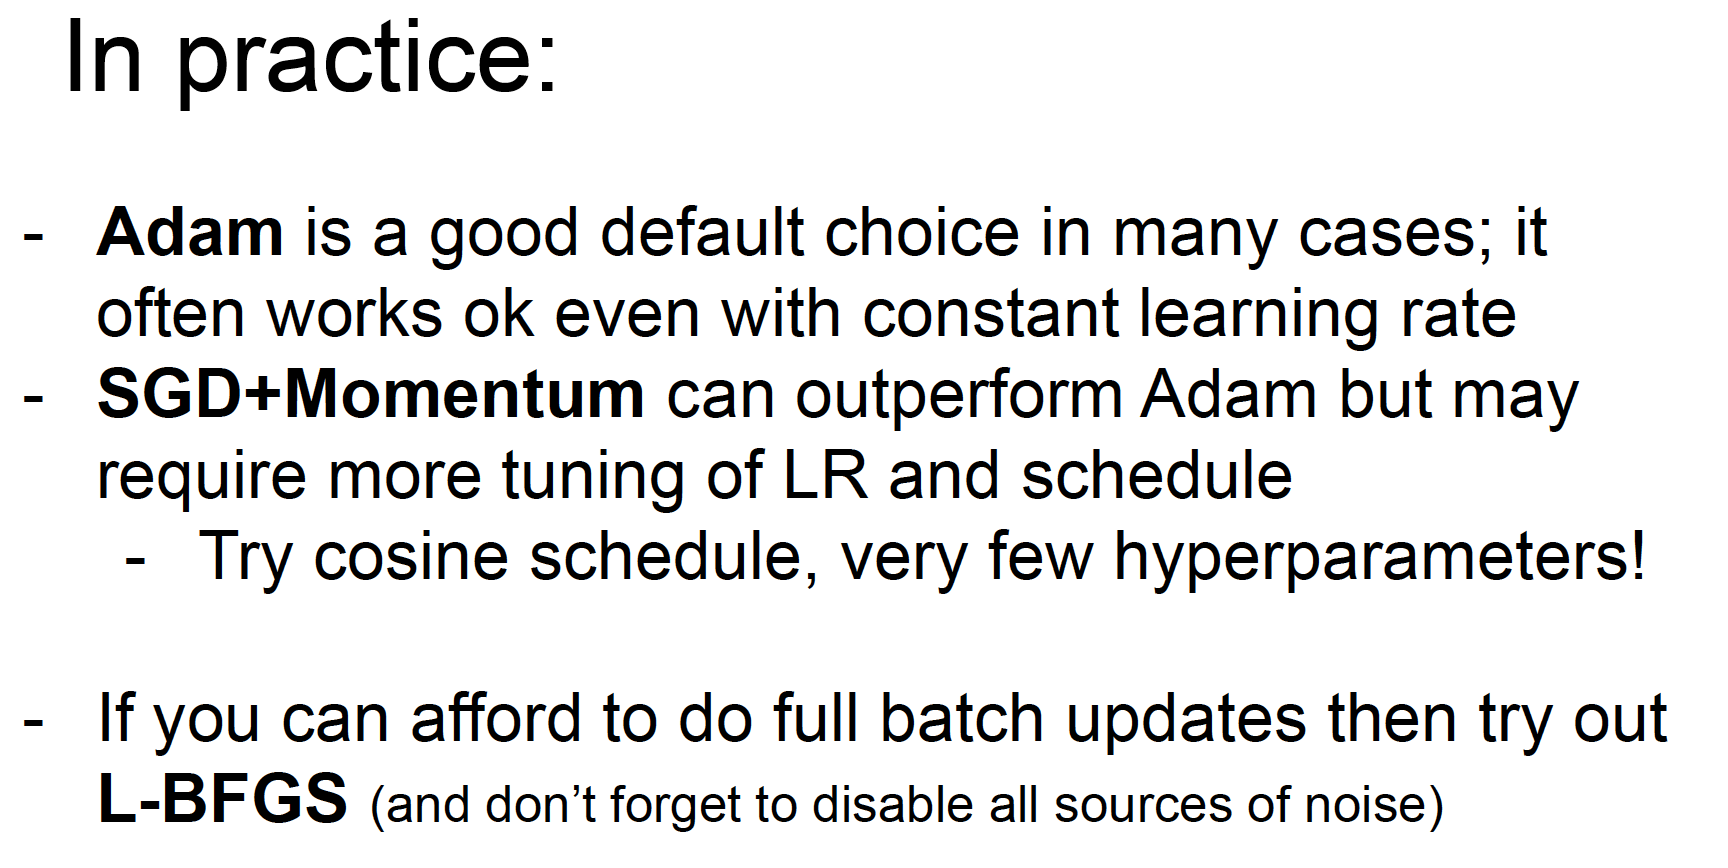 In practice:
- Adam is a good default choice in many cases; it
often works ok even with constant learning rate
- SGD+Momentum can outperform Adam but may
require more tuning of LR and schedule
- Try cosine schedule, very few hyperparameters!
- If you can afford to do full batch updates then try out
L-BFGS (and don’t forget to disable all sources of noise)